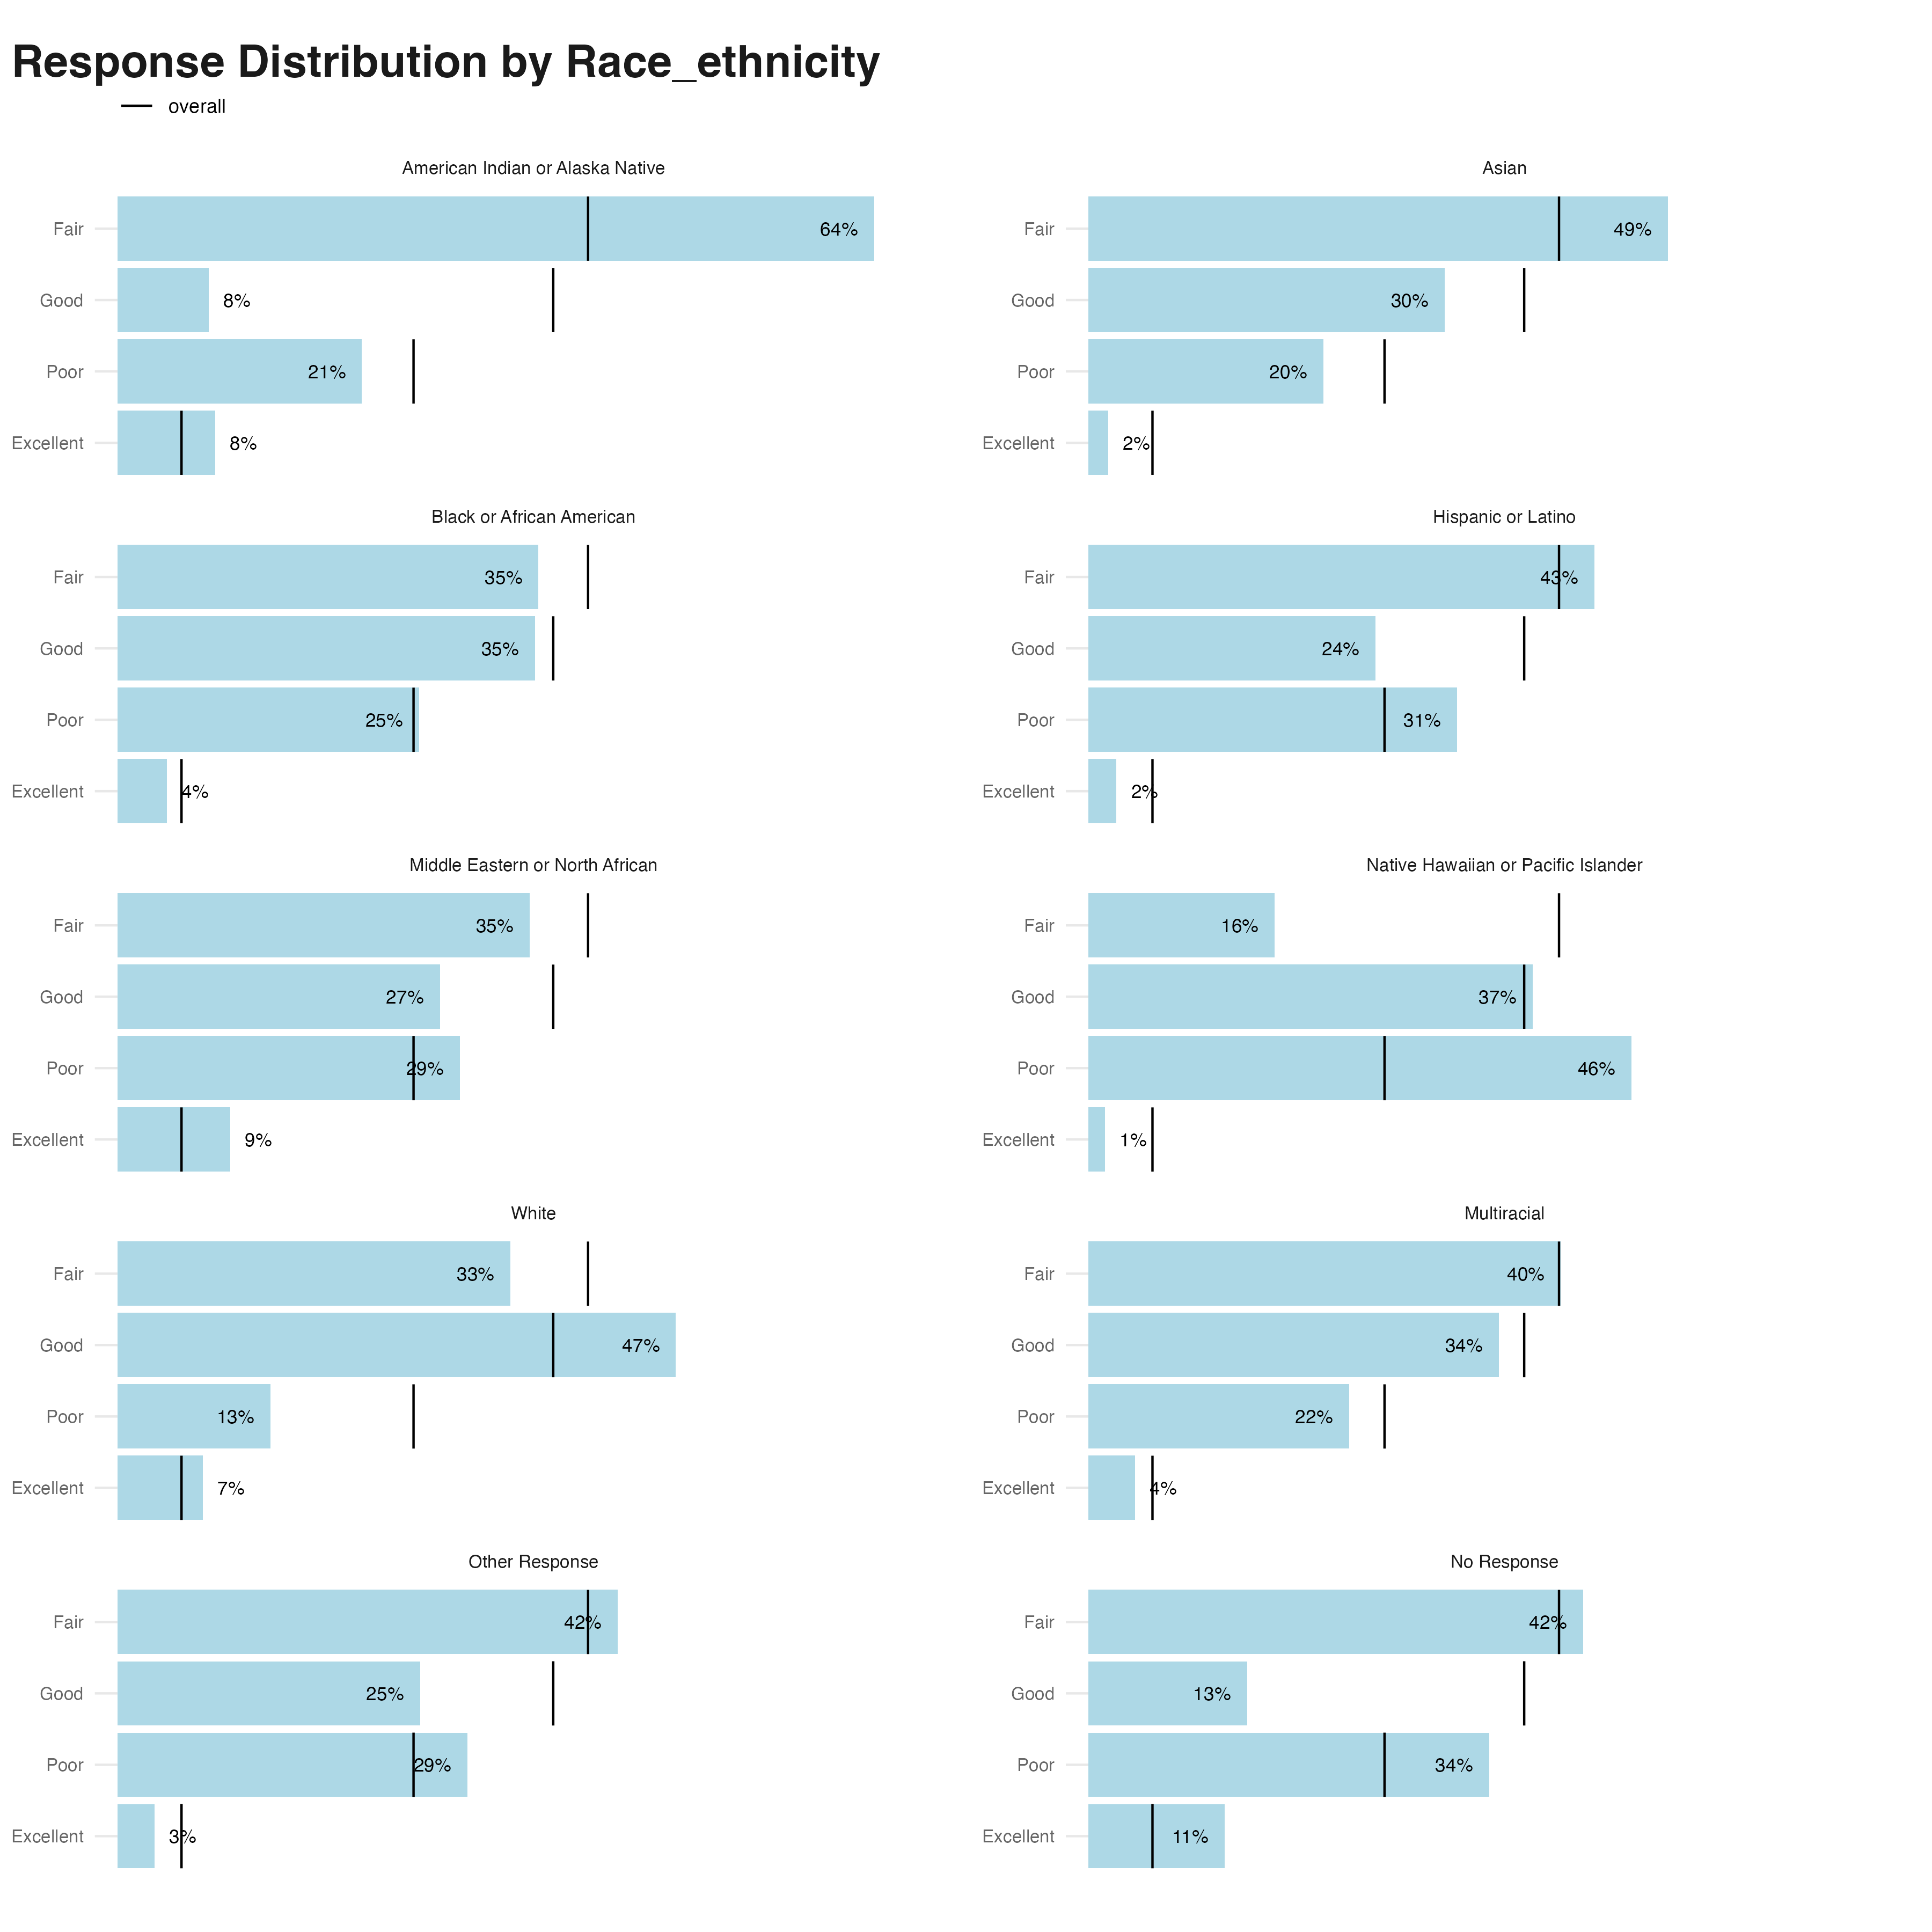 Response Distribution by Race_ethnicity
overall
American Indian or Alaska Native
Fair 64%
Good 8%
Poor 21%
Excellent 8%
Asian
Fair 49%
Good 30%
Poor 20%
Excellent 2%
Black or African American
Fair 35%
Good 35%
Poor 25%
Excellent 4%
Hispanic or Latino
Fair 43%
Good 24%
Poor 31%
Excellent 2%
Middle Eastern or North African
Fair 35%
Good 27%
Poor 29%
Excellent 9%
Native Hawaiian or Pacific Islander
Fair 16%
Good 37%
Poor 46%
Excellent 1%
White
Fair 33%
Good 47%
Poor 13%
Excellent 7%
Multiracial
Fair 40%
Good 34%
Poor 22%
Excellent 4%
Other Response
Fair 42%
Good 25%
Poor 29%
Excellent 3%
No Response
Fair 42%
Good 13%
Poor 34%
Excellent 11%